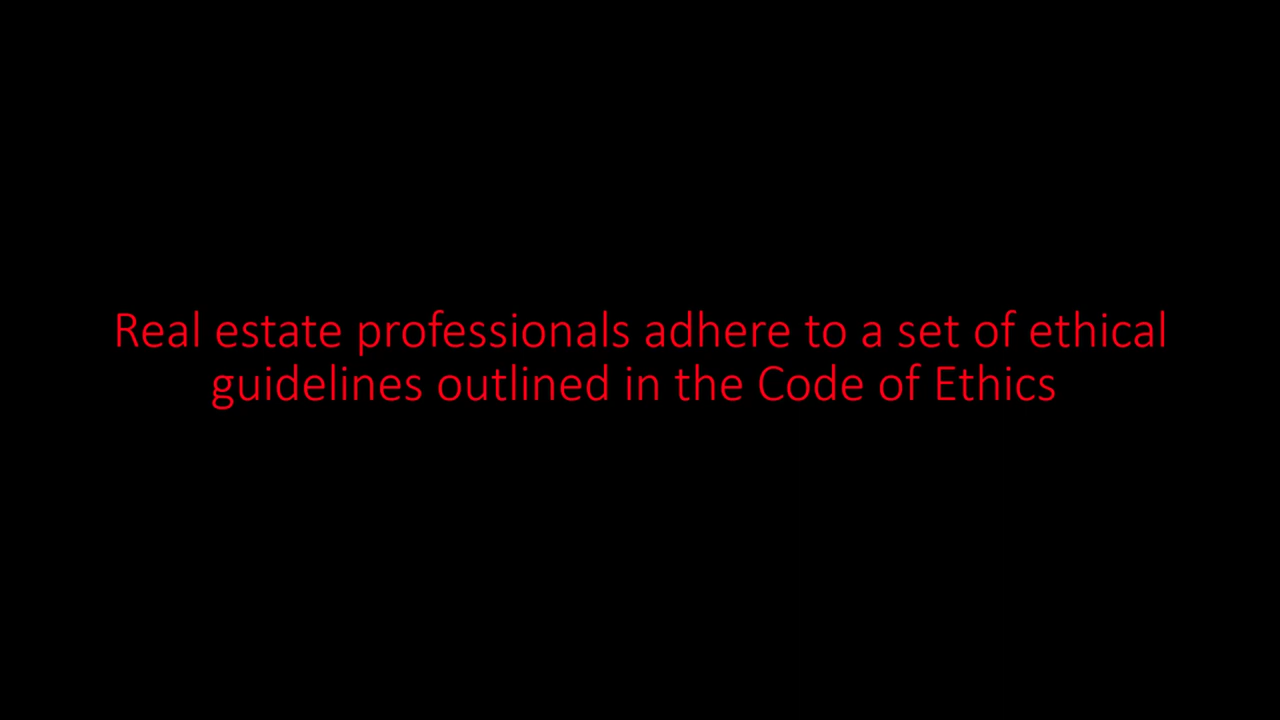 Real estate professionals adhere to a set of ethical
guidelines outlined in the Code of Ethics